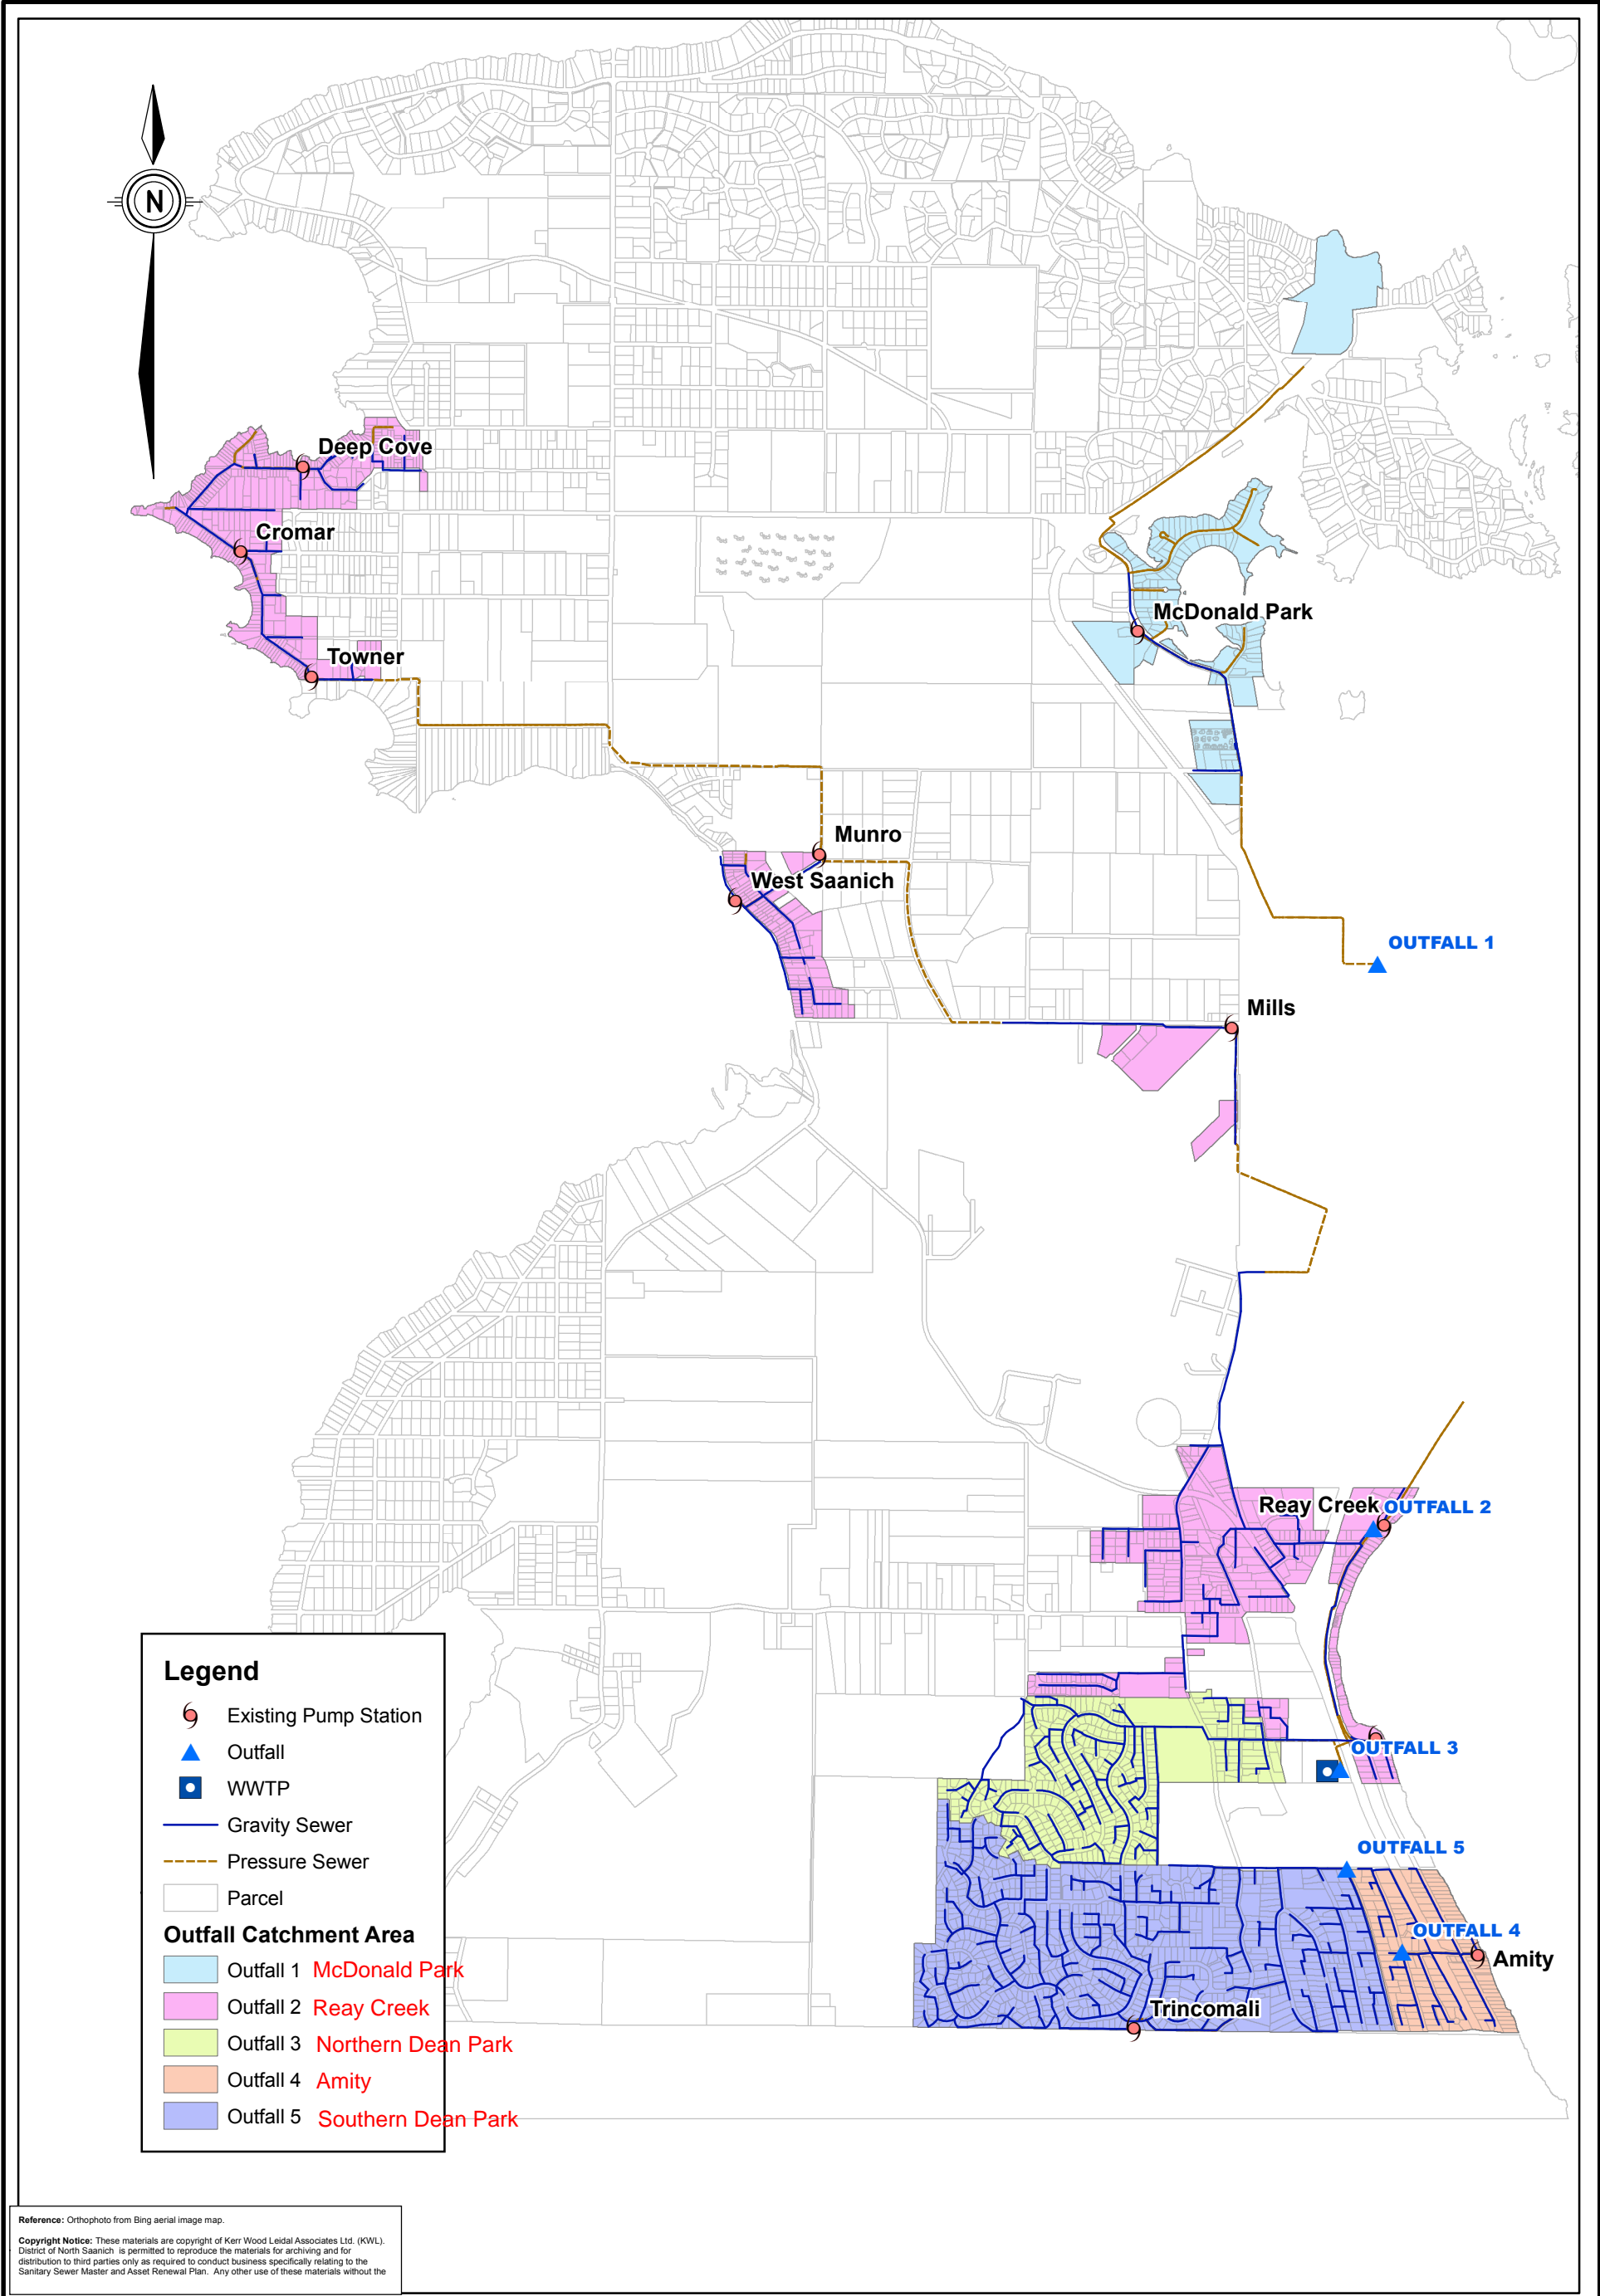 N
Deep Cove
Cromar
McDonald Park
Towner
Munro
West Saanich
OUTFALL 1
Mills
Reay Creek
OUTFALL 2
OUTFALL 3
OUTFALL 5
OUTFALL 4
Amity
Trincomali
Legend
Existing Pump Station
Outfall
WWTP
Gravity Sewer
Pressure Sewer
Parcel
Outfall Catchment Area
Outfall 1 McDonald Park
Outfall 2 Reay Creek
Outfall 3 Northern Dean Park
Outfall 4 Amity
Outfall 5 Southern Dean Park
Reference: Orthophoto from Bing aerial image map.
Copyright Notice: These materials are copyright of Kerr Wood Leidal Associates Ltd. (KWL).
District of North Saanich is permitted to reproduce the materials for archiving and for
distribution to third parties only as required to conduct business specifically relating to the
Sanitary Sewer Master and Asset Renewal Plan. Any other use of these materials without the